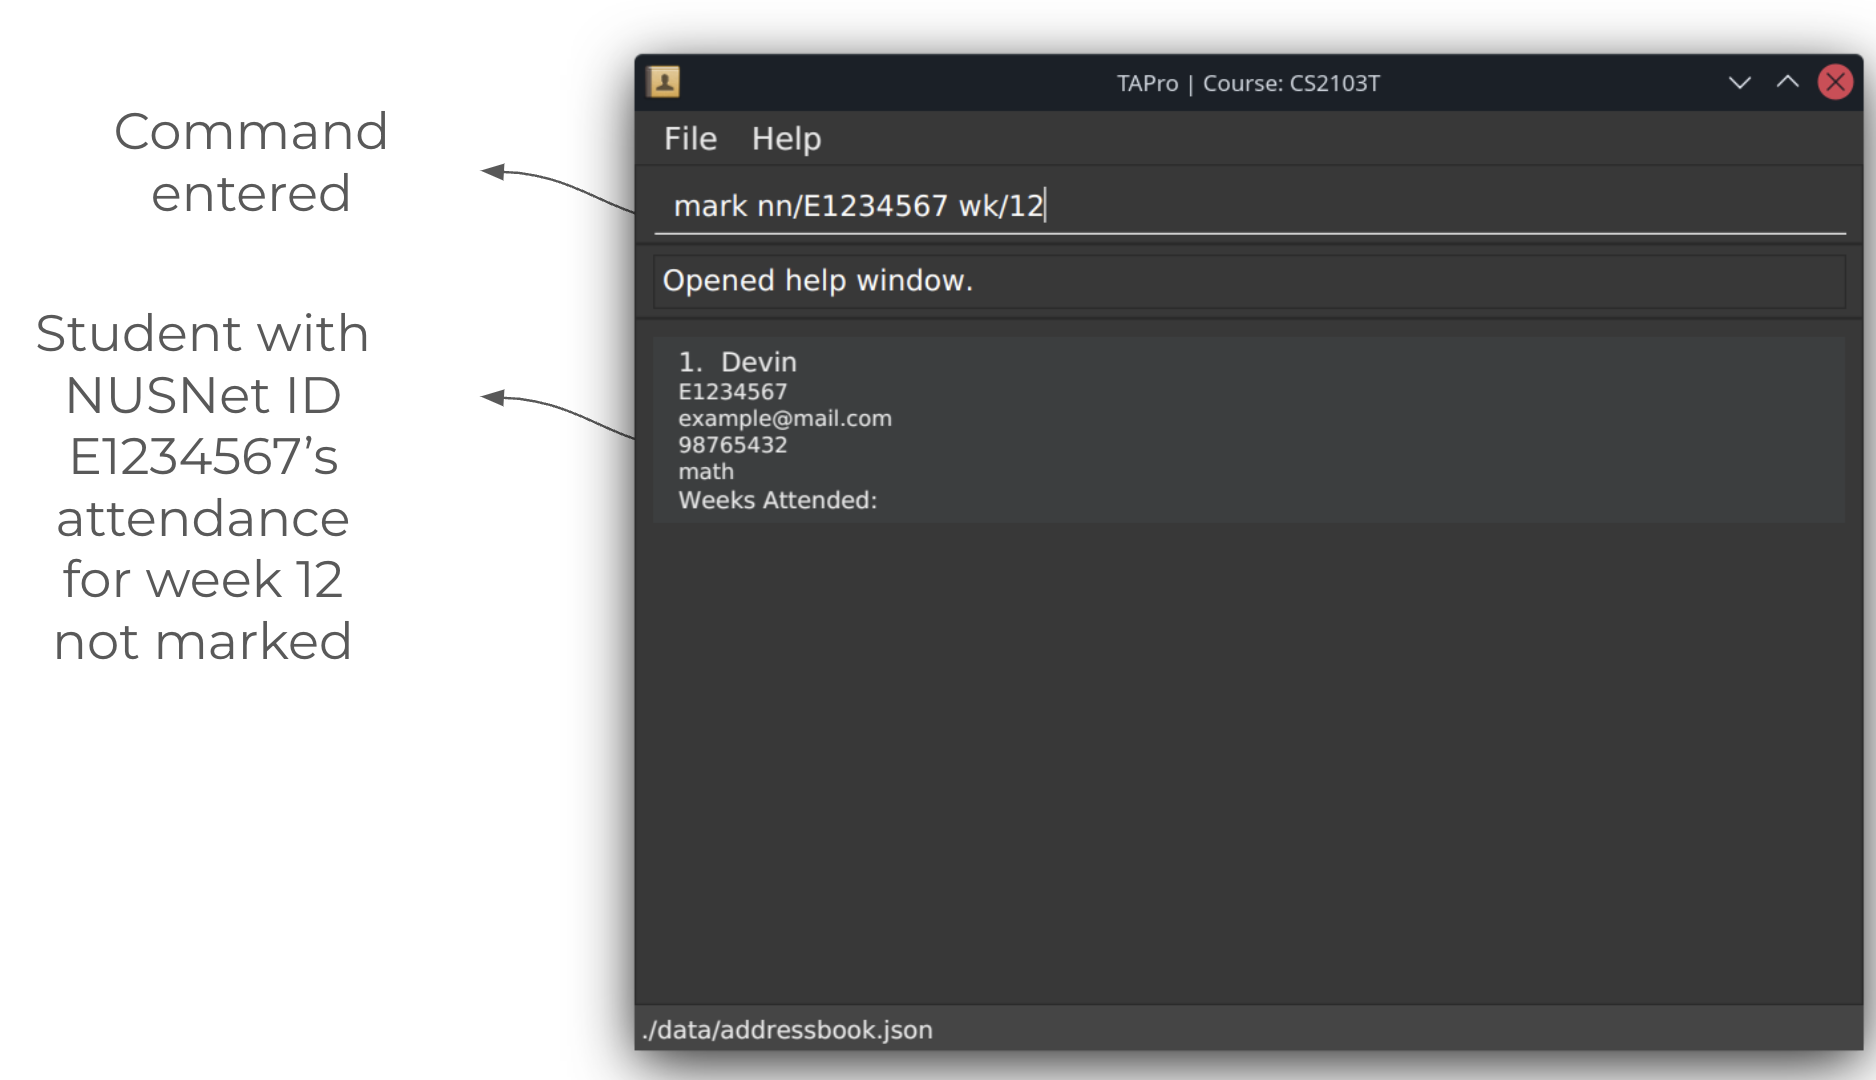 Command
entered
Student with
NUSNet ID
E1234567’s
attendance
for week 12
not marked
TAPro | Course: CS2103T
File Help
mark nn/E1234567 wk/12
Opened help window.
1. Devin
E1234567
example@mail.com
98765432
math
Weeks Attended:
./data/addressbook.json